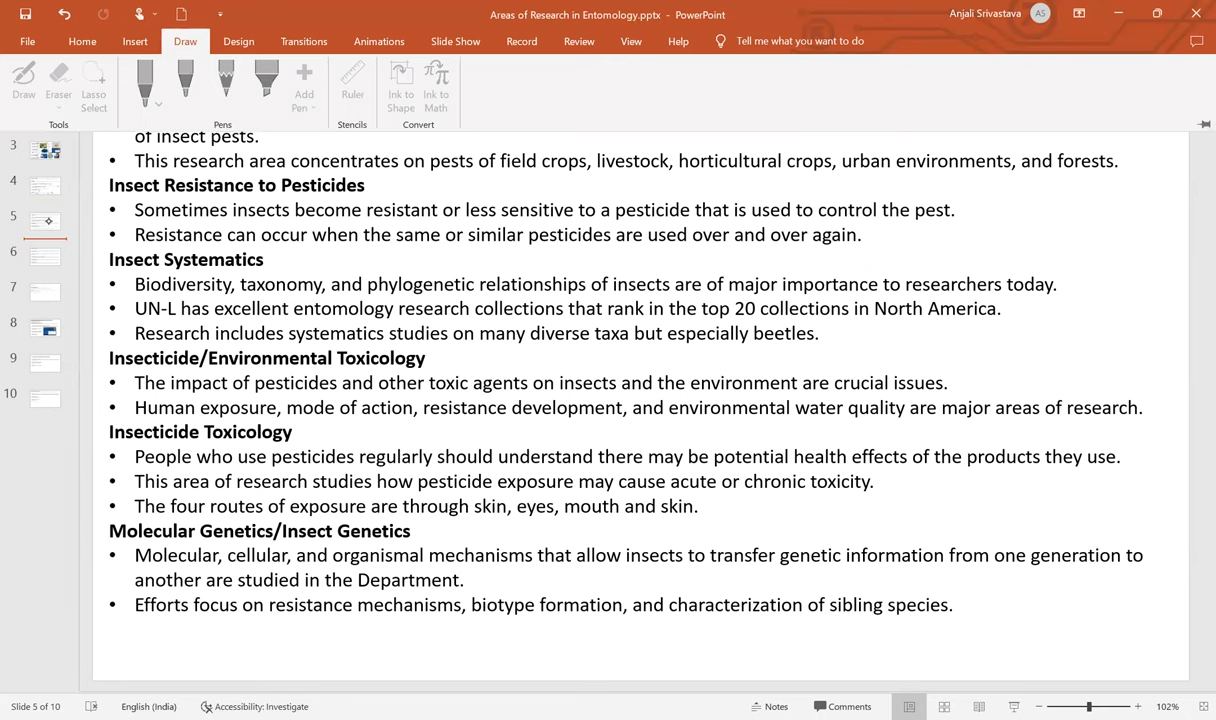 Areas of Research in Entomology.pptx - PowerPoint
Anjali Srivastava AS
File Home Insert Draw Design Transitions Animations Slide Show Record Review View Help Tell me what you want to do
Draw Eraser Lasso Select
Add Pen
Ruler
Ink to Shape Ink to Math
Tools Pens Stencils Convert
3
4
5
6
7
8
9
10
of insect pests.
• This research area concentrates on pests of field crops, livestock, horticultural crops, urban environments, and forests.
Insect Resistance to Pesticides
• Sometimes insects become resistant or less sensitive to a pesticide that is used to control the pest.
• Resistance can occur when the same or similar pesticides are used over and over again.
Insect Systematics
• Biodiversity, taxonomy, and phylogenetic relationships of insects are of major importance to researchers today.
• UN-L has excellent entomology research collections that rank in the top 20 collections in North America.
• Research includes systematics studies on many diverse taxa but especially beetles.
Insecticide/Environmental Toxicology
• The impact of pesticides and other toxic agents on insects and the environment are crucial issues.
• Human exposure, mode of action, resistance development, and environmental water quality are major areas of research.
Insecticide Toxicology
• People who use pesticides regularly should understand there may be potential health effects of the products they use.
• This area of research studies how pesticide exposure may cause acute or chronic toxicity.
• The four routes of exposure are through skin, eyes, mouth and skin.
Molecular Genetics/Insect Genetics
• Molecular, cellular, and organismal mechanisms that allow insects to transfer genetic information from one generation to
another are studied in the Department.
• Efforts focus on resistance mechanisms, biotype formation, and characterization of sibling species.
Slide 5 of 10 English (India) Accessibility: Investigate Notes Comments 102%